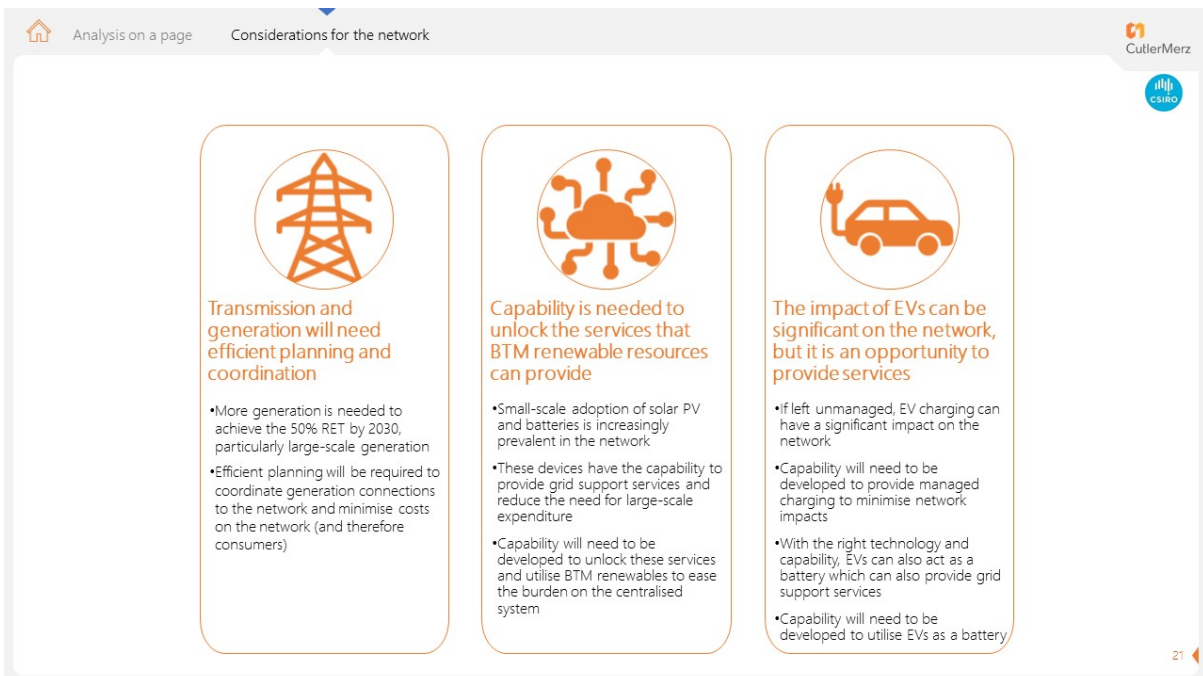 Analysis on a page
Considerations for the network
CutlerMerz
CSIRO
Transmission and
generation will need
efficient planning and
coordination
•More generation is needed to
achieve the 50% RET by 2030,
particularly large-scale generation
•Efficient planning will be required to
coordinate generation connections
to the network and minimise costs
on the network (and therefore
consumers)
Capability is needed to
unlock the services that
BTM renewable resources
can provide
•Small-scale adoption of solar PV
and batteries is increasingly
prevalent in the network
•These devices have the capability to
provide grid support services and
reduce the need for large-scale
expenditure
•Capability will need to be
developed to unlock these services
and utilise BTM renewables to ease
the burden on the centralised
system
The impact of EVs can be
significant on the network,
but it is an opportunity to
provide services
•If left unmanaged, EV charging can
have a significant impact on the
network
•Capability will need to be
developed to provide managed
charging to minimise network
impacts
•With the right technology and
capability, EVs can also act as a
battery which can also provide grid
support services
•Capability will need to be
developed to utilise EVs as a battery
21